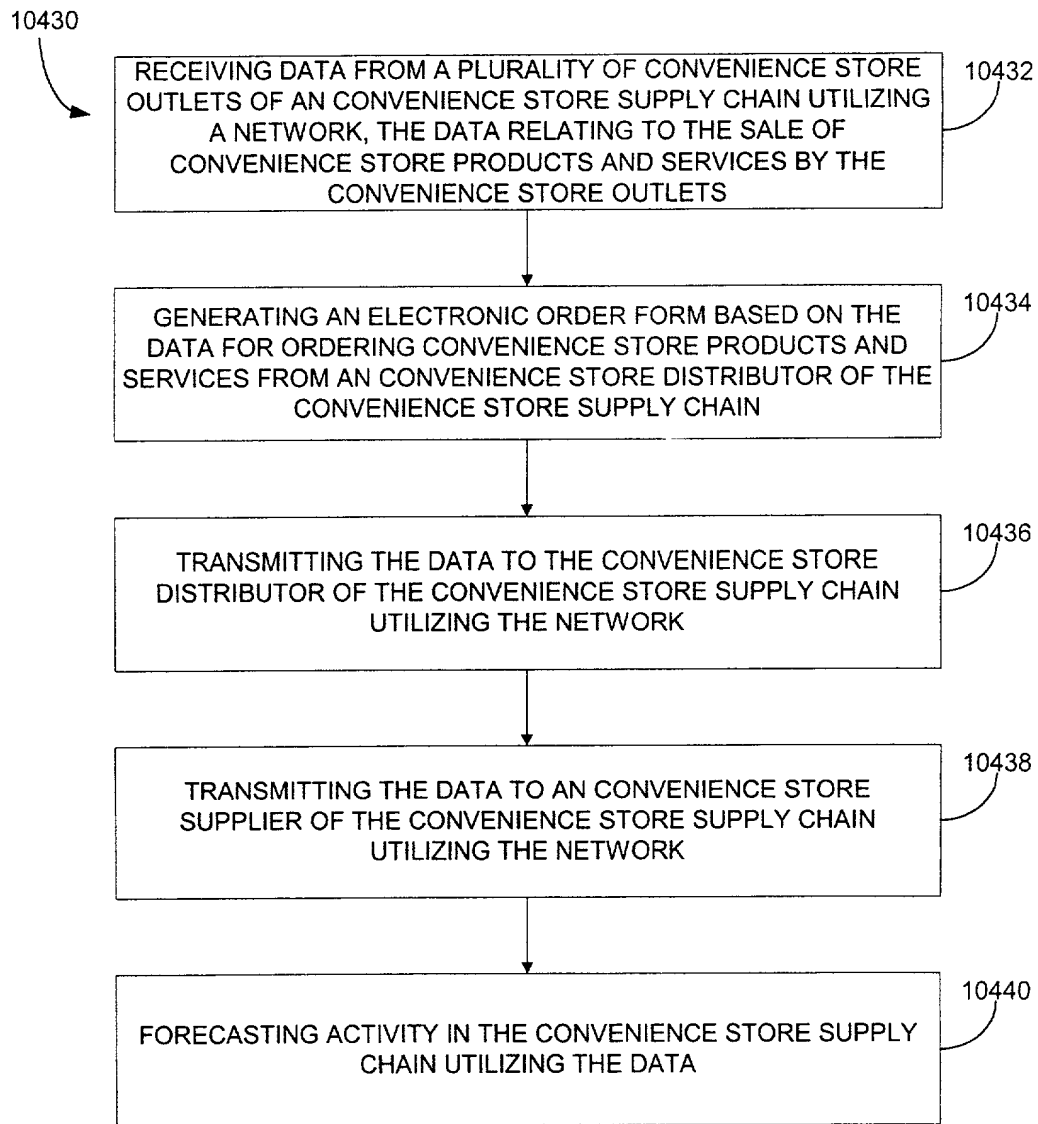 10430
RECEIVING DATA FROM A PLURALITY OF CONVENIENCE STORE
OUTLETS OF AN CONVENIENCE STORE SUPPLY CHAIN UTILIZING
A NETWORK, THE DATA RELATING TO THE SALE OF
CONVENIENCE STORE PRODUCTS AND SERVICES BY THE
CONVENIENCE STORE OUTLETS
10432
GENERATING AN ELECTRONIC ORDER FORM BASED ON THE
DATA FOR ORDERING CONVENIENCE STORE PRODUCTS AND
SERVICES FROM AN CONVENIENCE STORE DISTRIBUTOR OF THE
CONVENIENCE STORE SUPPLY CHAIN
10434
TRANSMITTING THE DATA TO THE CONVENIENCE STORE
DISTRIBUTOR OF THE CONVENIENCE STORE SUPPLY CHAIN
UTILIZING THE NETWORK
10436
TRANSMITTING THE DATA TO AN CONVENIENCE STORE
SUPPLIER OF THE CONVENIENCE STORE SUPPLY CHAIN
UTILIZING THE NETWORK
10438
FORECASTING ACTIVITY IN THE CONVENIENCE STORE SUPPLY
CHAIN UTILIZING THE DATA
10440